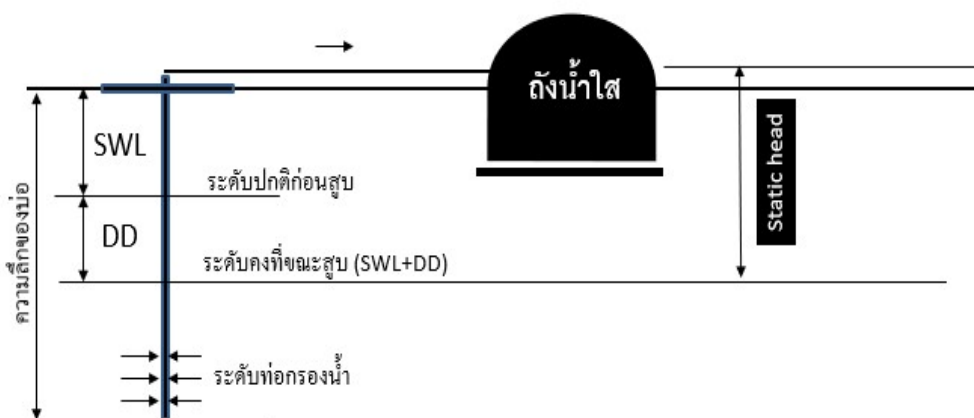 ถังน้ำใส
SWL
ระดับปกติก่อนสูบ
DD
ระดับคงที่ขณะสูบ (SWL+DD)
ระดับท่อกรองน้ำ
ความลึกของบ่อ
Static head